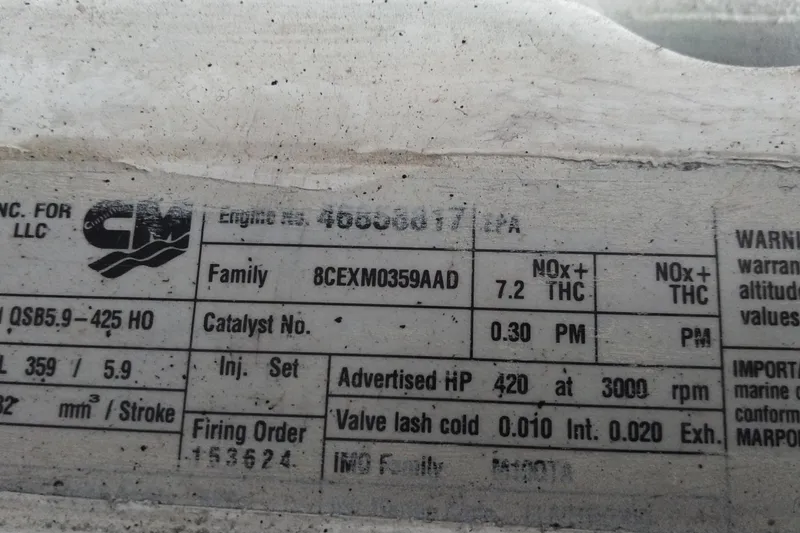 NC. FOR
LLC
CM
Engine No. 46858817
EPA
Family 8CEXM0359AAD
7.2 NOx+ THC
NOx+ THC
QSB5.9-425 HO
Catalyst No.
0.30 PM
PM
L 359 / 5.9
Inj. Set
Advertised HP 420 at 3000 rpm
mm³ / Stroke
Firing Order
153624
Valve lash cold 0.010 Int. 0.020 Exh.
IMO Family
WARNI
warran
altitude
values
IMPORTA
marine
conform
MARPO